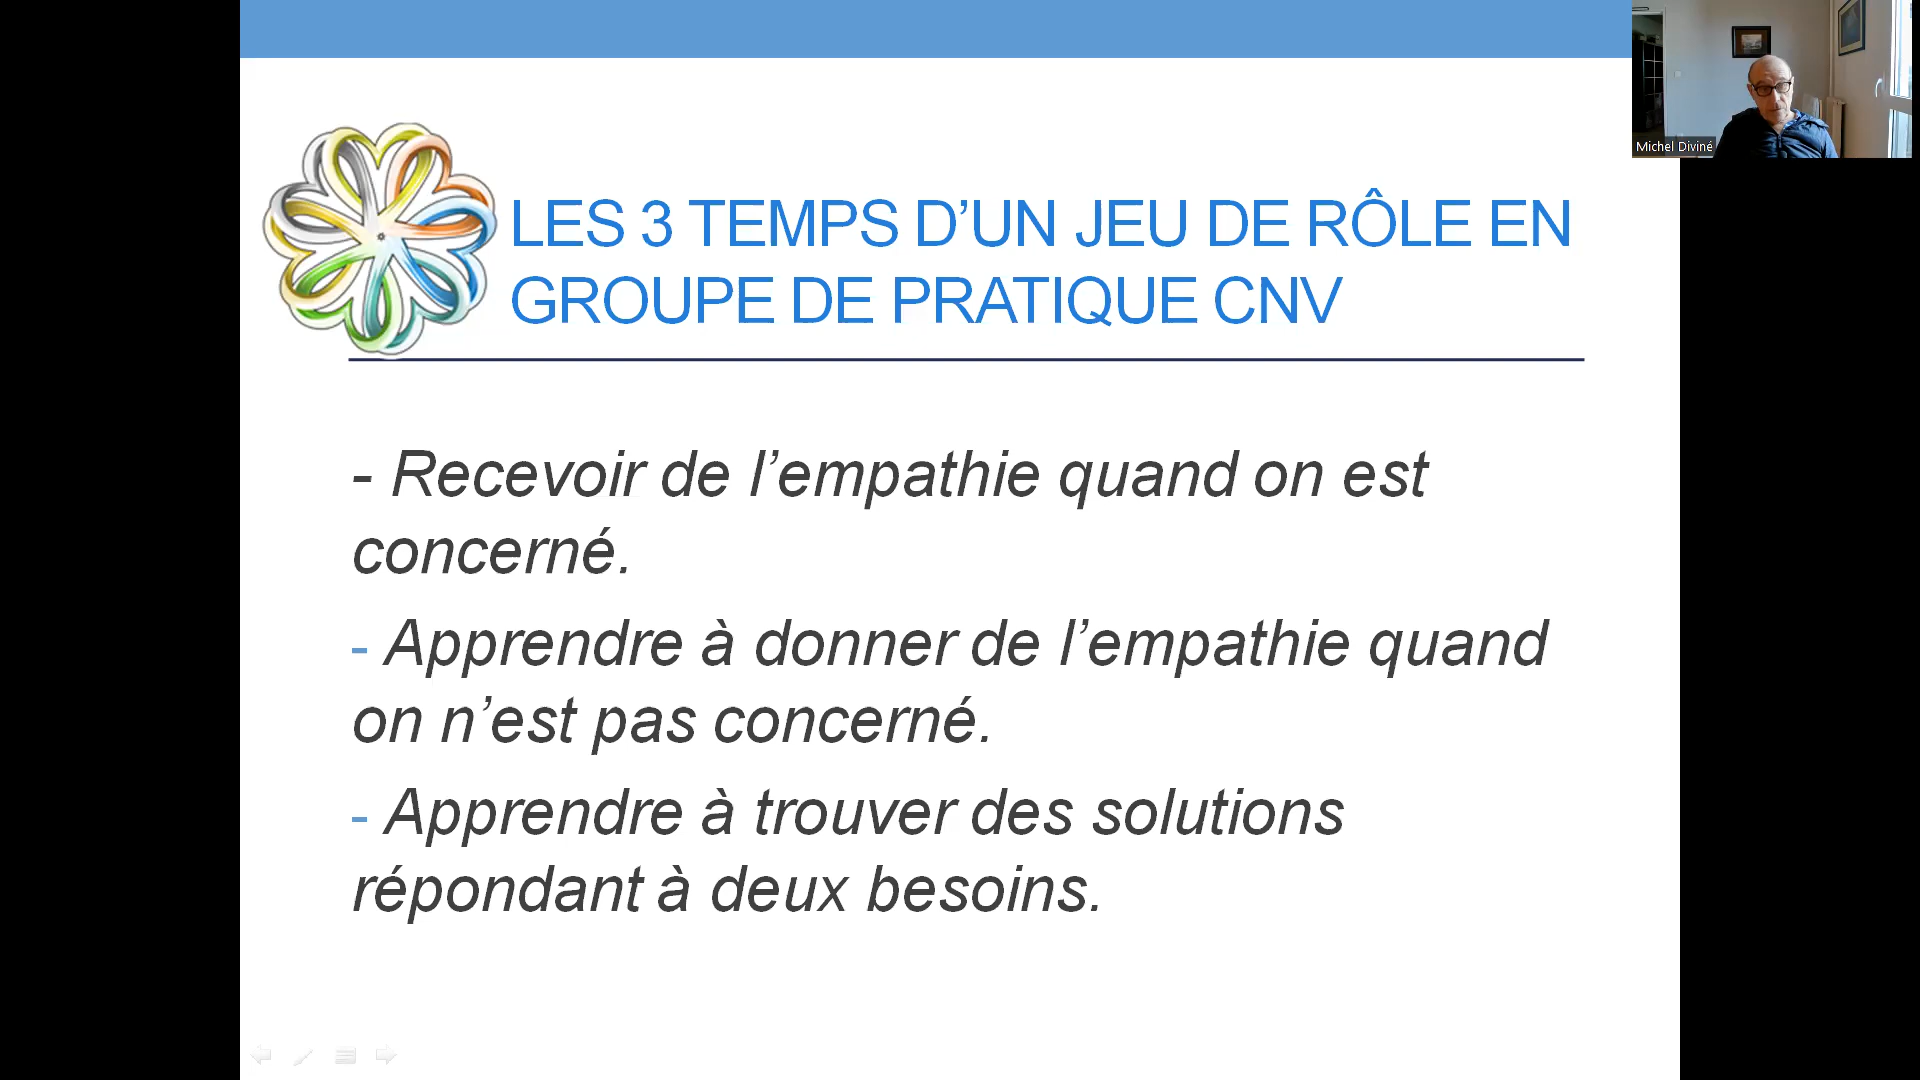 Michel Diviné
LES 3 TEMPS D’UN JEU DE RÔLE EN
GROUPE DE PRATIQUE CNV
- Recevoir de l’empathie quand on est
concerné.
- Apprendre à donner de l’empathie quand
on n’est pas concerné.
- Apprendre à trouver des solutions
répondant à deux besoins.